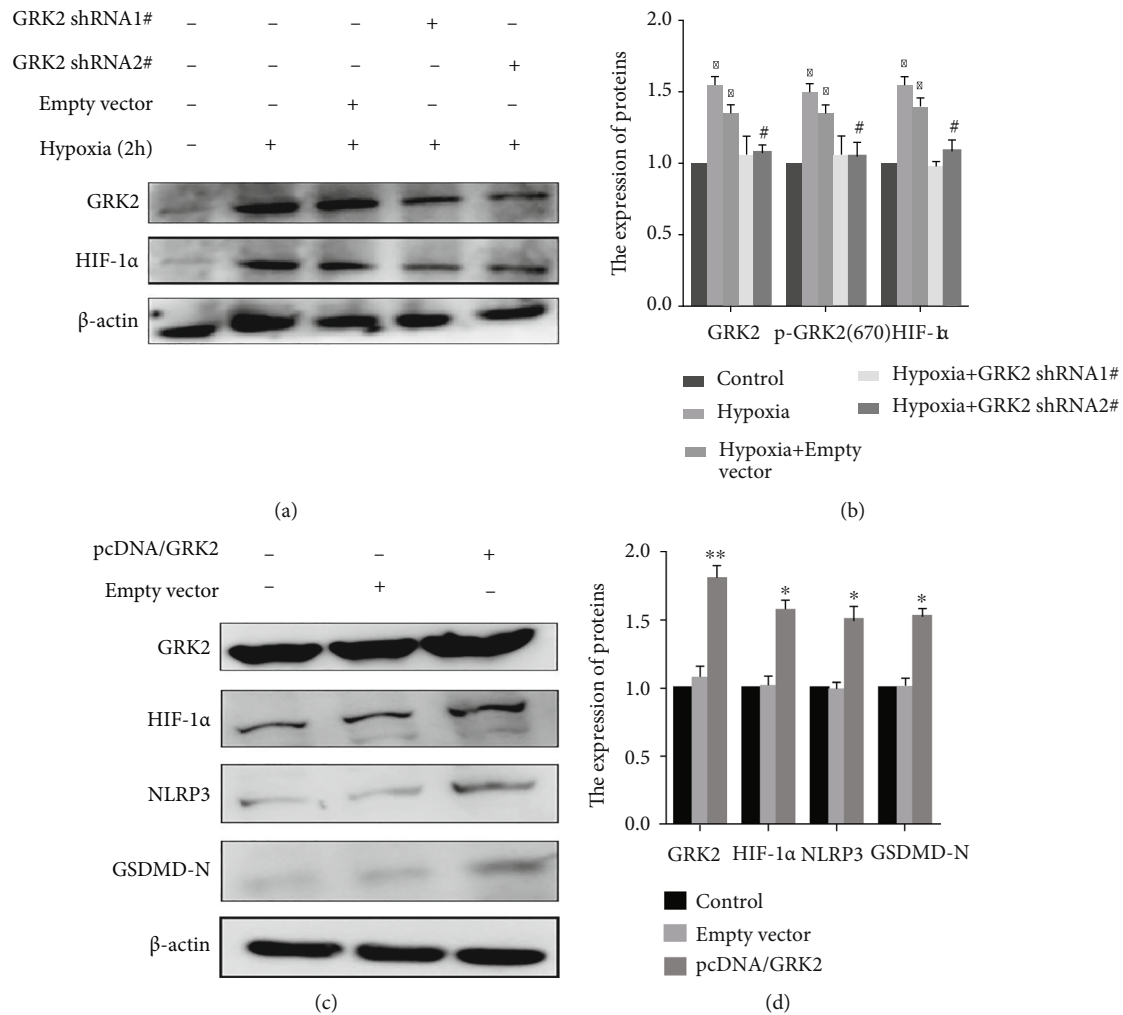 GRK2 shRNA1# – – – + –
GRK2 shRNA2# – – – – +
Empty vector – – + – –
Hypoxia (2h) – + + + +
GRK2
HIF-1α
β-actin
(a)
The expression of proteins
2.0
1.5
1.0
0.5
0.0
# # #
GRK2 p-GRK2(670) HIF-1α
Control
Hypoxia
Hypoxia+Empty
vector
Hypoxia+GRK2 shRNA1#
Hypoxia+GRK2 shRNA2#
(b)
pcDNA/GRK2 – – +
Empty vector – + –
GRK2
HIF-1α
NLRP3
GSDMD-N
β-actin
(c)
The expression of proteins
2.0
1.5
1.0
0.5
0.0
** * * *
GRK2 HIF-1α NLRP3 GSDMD-N
Control
Empty vector
pcDNA/GRK2
(d)